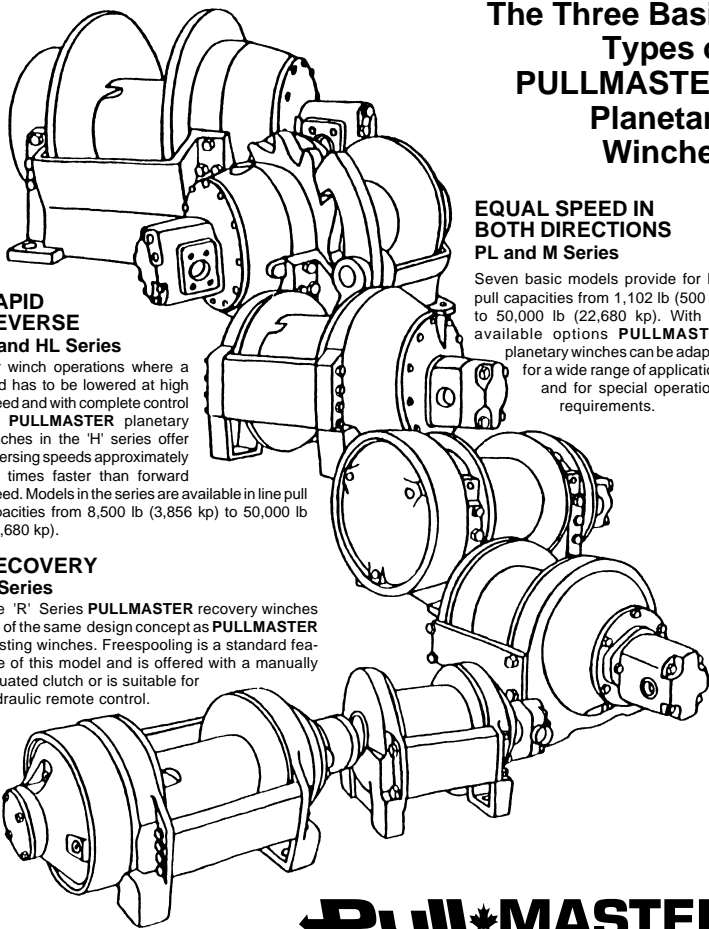 The Three Basi
Types o
PULLMASTE
Planetar
Winche
EQUAL SPEED IN
BOTH DIRECTIONS
PL and M Series
Seven basic models provide for l
pull capacities from 1,102 lb (500
to 50,000 lb (22,680 kp). With
available options PULLMAST
planetary winches can be adap
for a wide range of applicatio
and for special operatio
requirements.
APID
EVERSE
and HL Series
winch operations where a
d has to be lowered at high
eed and with complete control
PULLMASTER planetary
ches in the 'H' series offer
ersing speeds approximately
times faster than forward
eed. Models in the series are available in line pull
pacities from 8,500 lb (3,856 kp) to 50,000 lb
,680 kp).
ECOVERY
Series
e 'R' Series PULLMASTER recovery winches
of the same design concept as PULLMASTER
sting winches. Freespooling is a standard fea-
e of this model and is offered with a manually
uated clutch or is suitable for
draulic remote control.
Pull MASTER